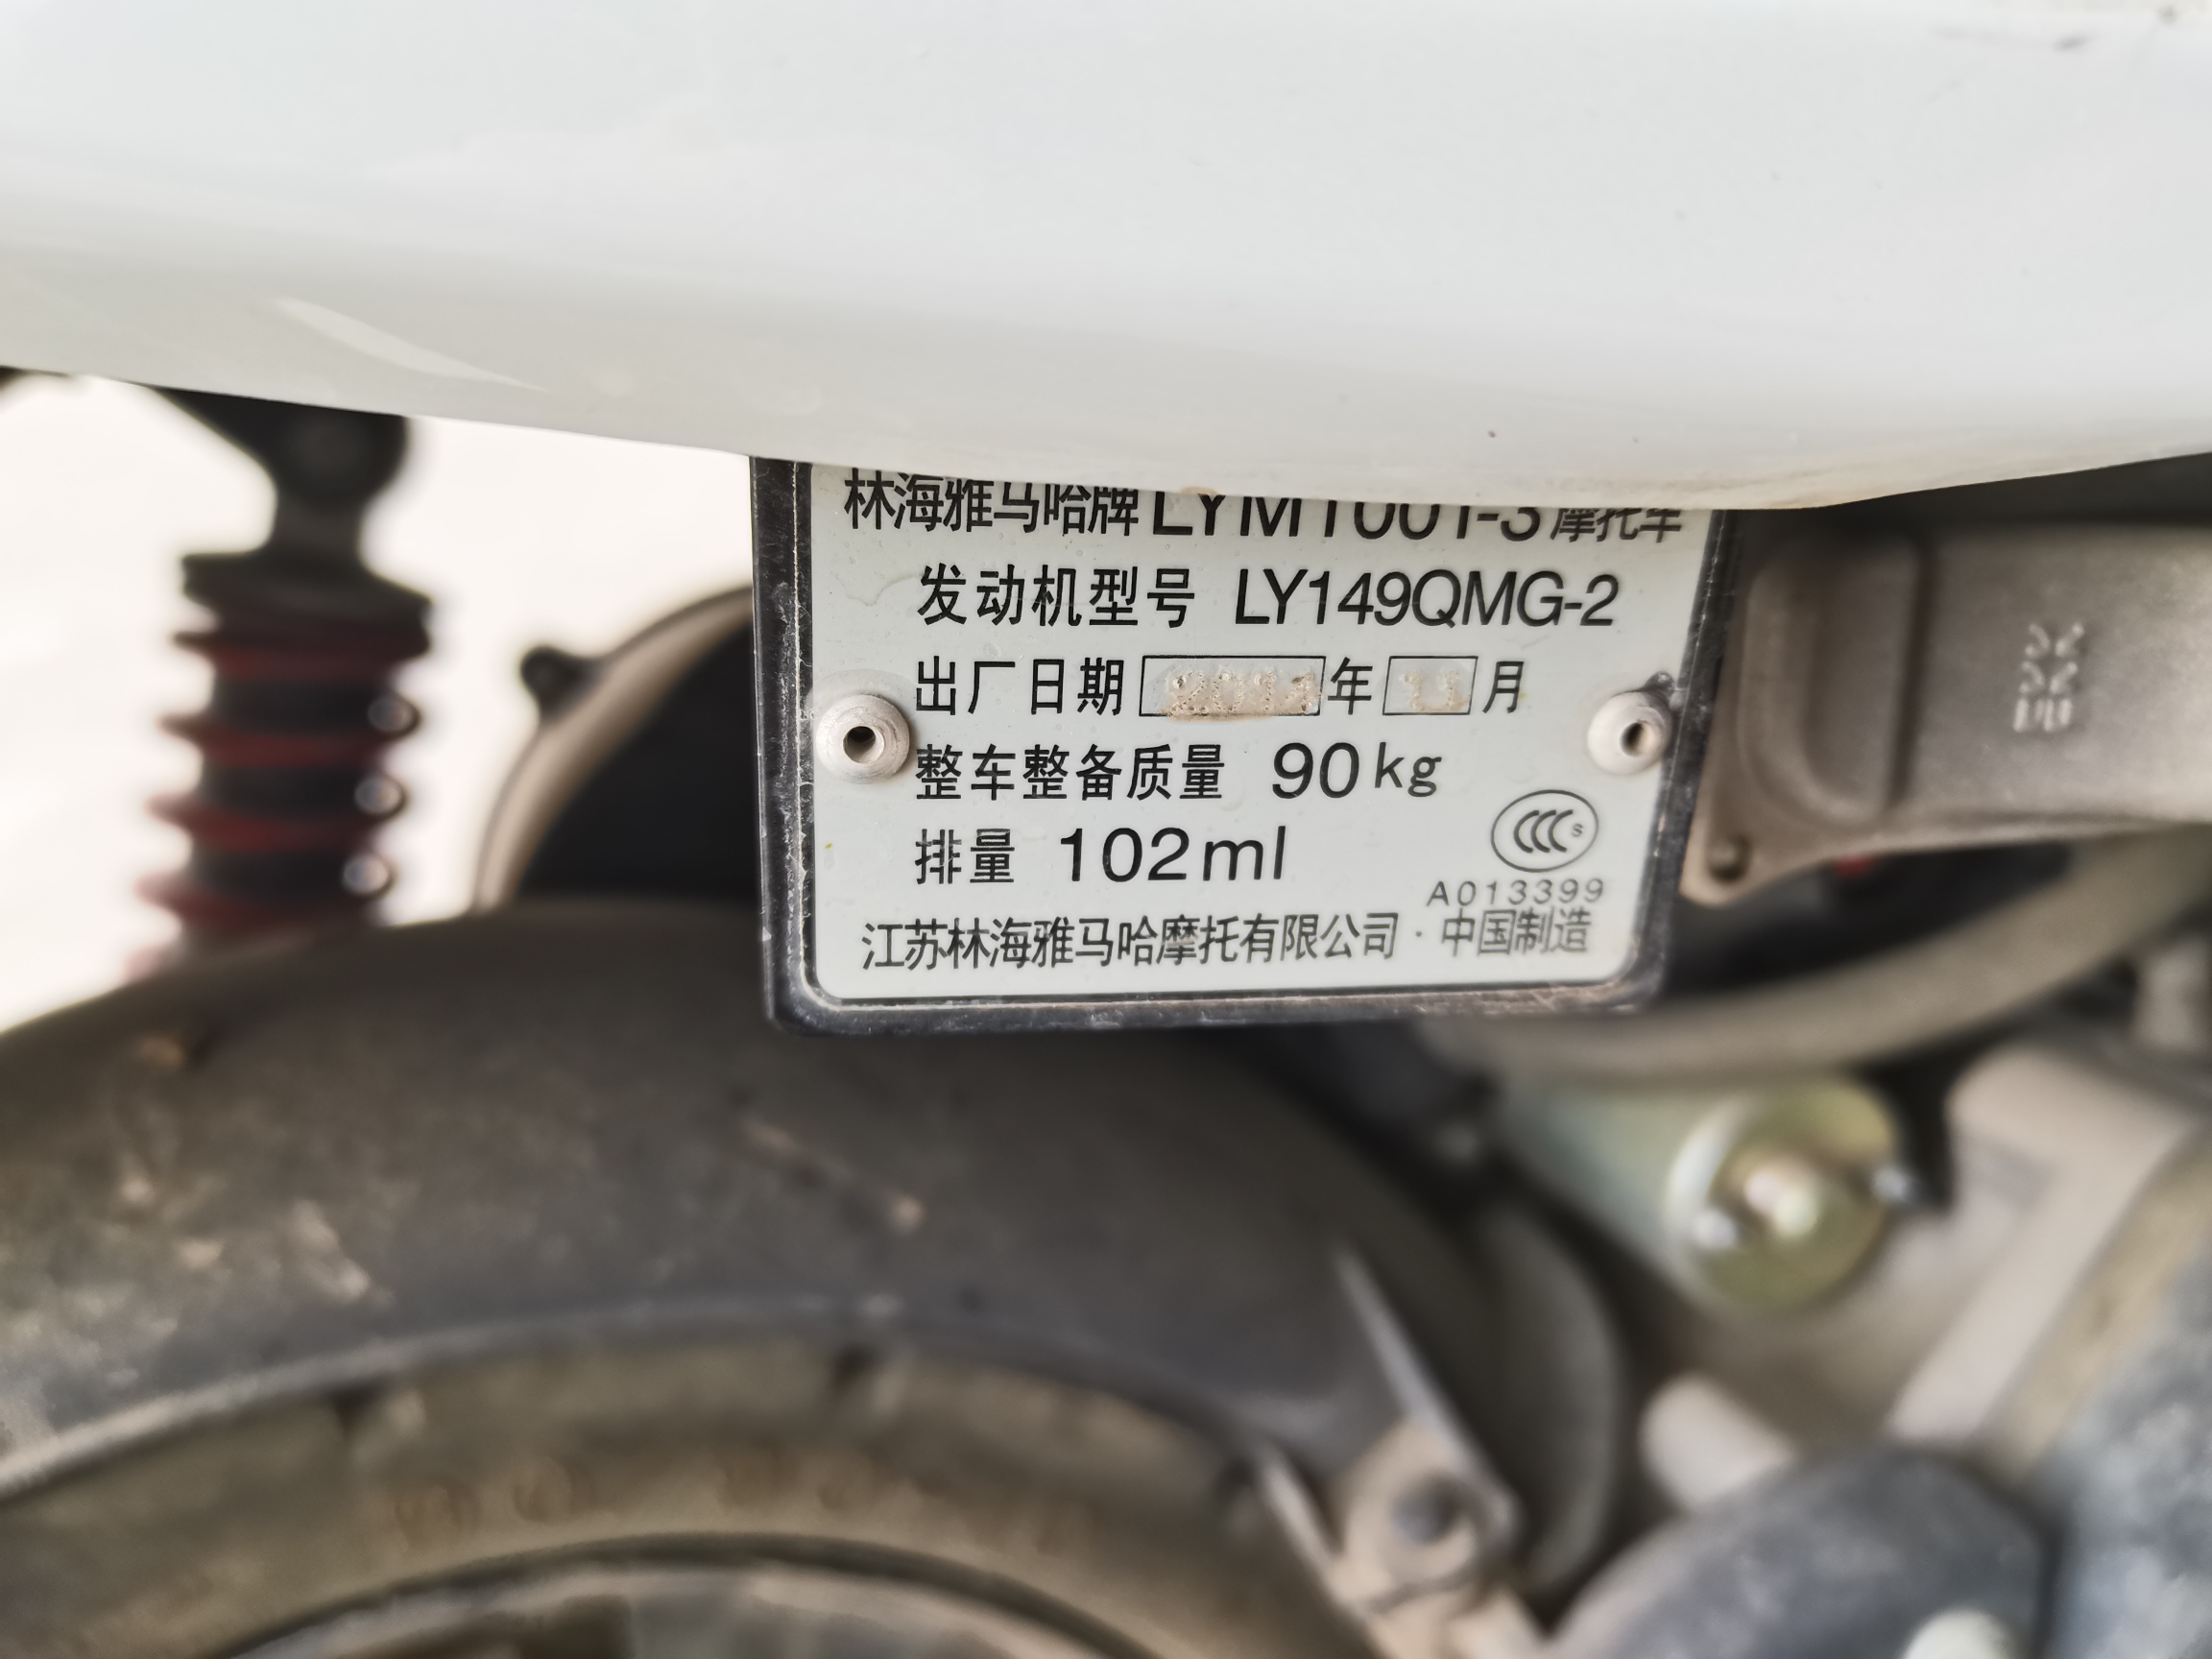 林海雅马哈牌LYM100T-3摩托车
发动机型号 LY149QMG-2
出厂日期 2014 年 11 月
整车整备质量 90kg
排量 102ml
CCC S
A013399
江苏林海雅马哈摩托有限公司·中国制造